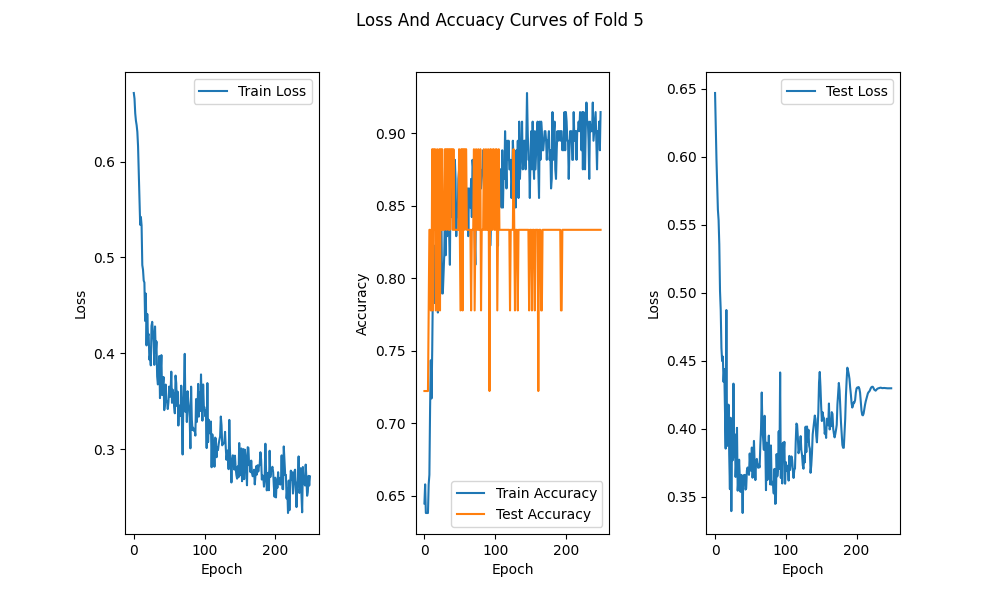 Loss And Accuacy Curves of Fold 5
Train Loss
0.6
0.5
0.4
0.3
Loss
0
100
200
Epoch
0.90
0.85
0.80
0.75
0.70
0.65
Accuracy
Train Accuracy
Test Accuracy
0
100
200
Epoch
Test Loss
0.65
0.60
0.55
0.50
0.45
0.40
0.35
Loss
0
100
200
Epoch